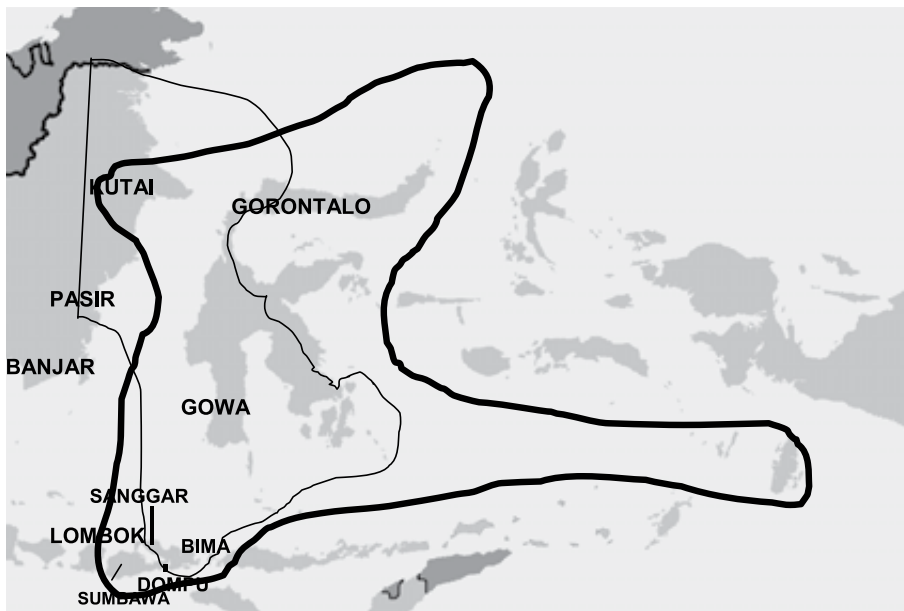 KUTAI
GORONTALO
PASIR
BANJAR
GOWA
SANGGAR
LOMBOK
BIMA
DOMPU
SUMBAWA